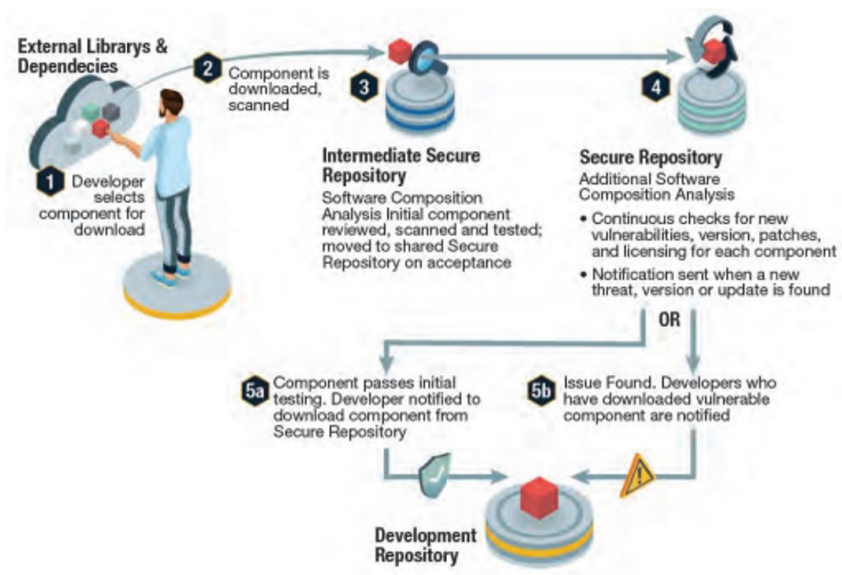 External Librarys &
Dependecies
1 Developer
selects
component for
download
2 Component is
downloaded,
scanned
3
Intermediate Secure
Repository
Software Composition
Analysis Initial component
reviewed, scanned and tested;
moved to shared Secure
Repository on acceptance
4
Secure Repository
Additional Software
Composition Analysis
• Continuous checks for new
vulnerabilities, version, patches,
and licensing for each component
• Notification sent when a new
threat, version or update is found
OR
5a Component passes initial
testing. Developer notified to
download component from
Secure Repository
5b Issue Found. Developers who
have downloaded vulnerable
component are notified
Development
Repository